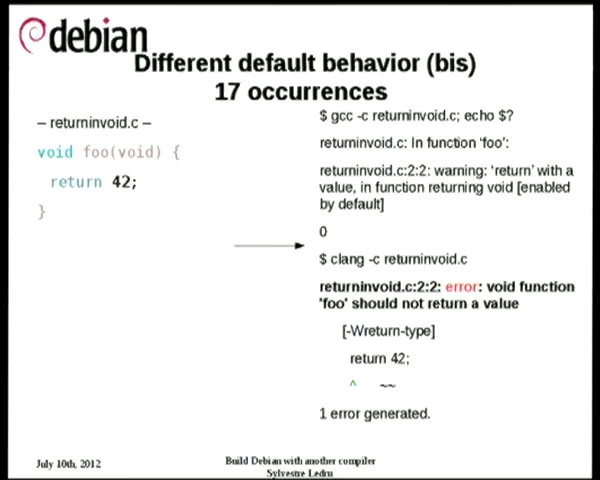 debian
Different default behavior (bis)
17 occurrences
– returninvoid.c –
void foo(void) {
return 42;
}
$ gcc -c returninvoid.c; echo $?
returninvoid.c: In function 'foo':
returninvoid.c:2:2: warning: 'return' with a
value, in function returning void [enabled
by default]
0
$ clang -c returninvoid.c
returninvoid.c:2:2: error: void function
'foo' should not return a value
[-Wreturn-type]
return 42;
^ ~~
1 error generated.
July 10th, 2012
Build Debian with another compiler
Sylvestre Ledru